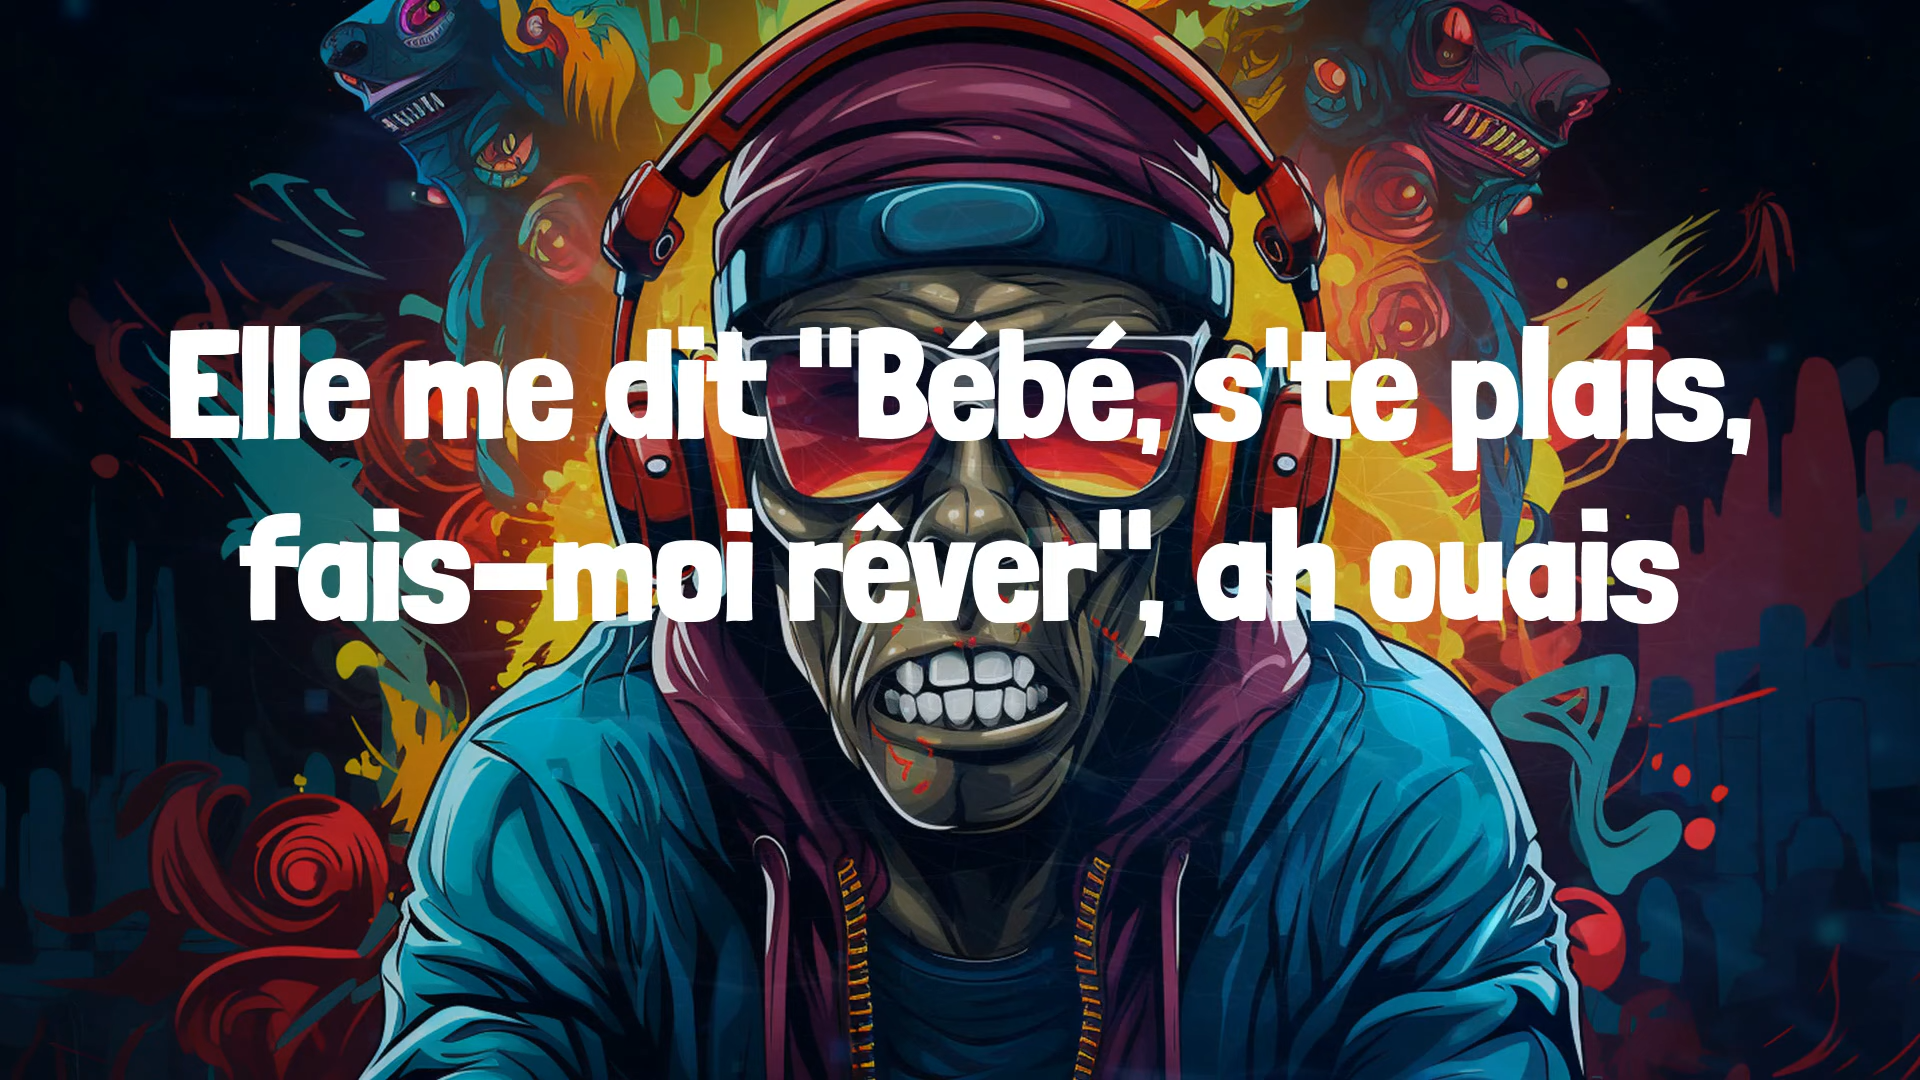 Elle me dit "Bébé, s'te plais,
fais-moi rêver", ah ouais